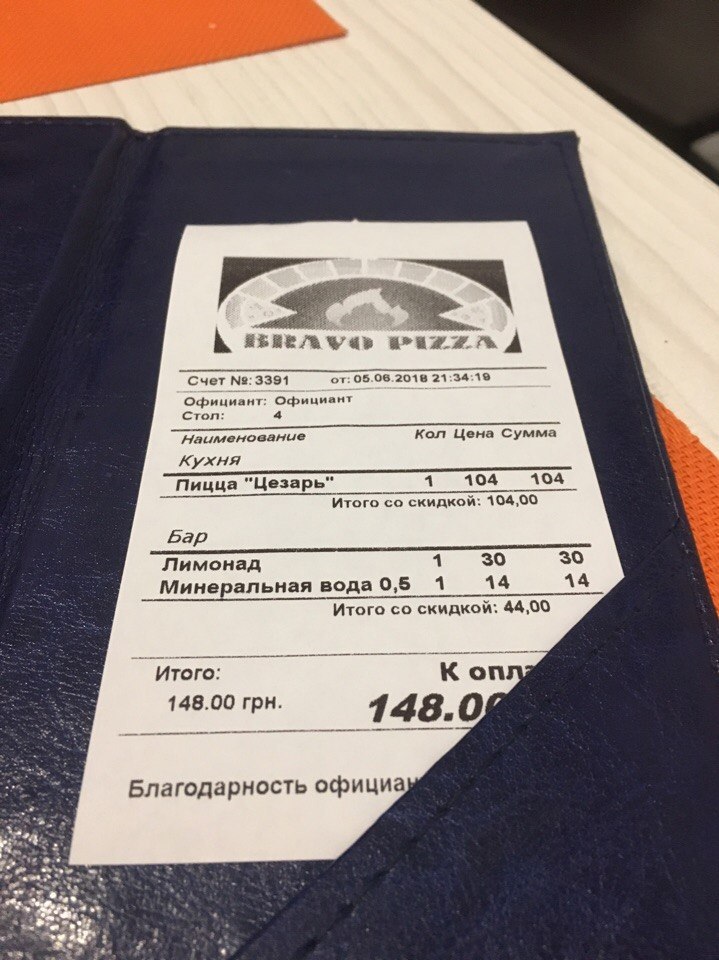 BRAVO PIZZA
Счет №: 3391 от: 05.06.2018 21:34:19
Официант: Официант
Стол: 4
Наименование Кол Цена Сумма
Кухня
Пицца "Цезарь" 1 104 104
Итого со скидкой: 104,00
Бар
Лимонад 1 30 30
Минеральная вода 0,5 1 14 14
Итого со скидкой: 44,00
Итого: К опла
148.00 грн. 148.00
Благодарность официан